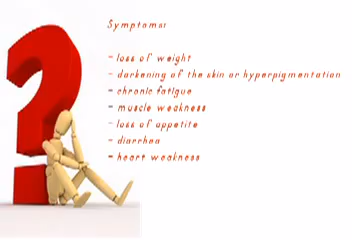 Symptoms:
- loss of weight
- darkening of the skin or hyperpigmentation
- chronic fatigue
- muscle weakness
- loss of appetite
- diarrhea
- heart weakness